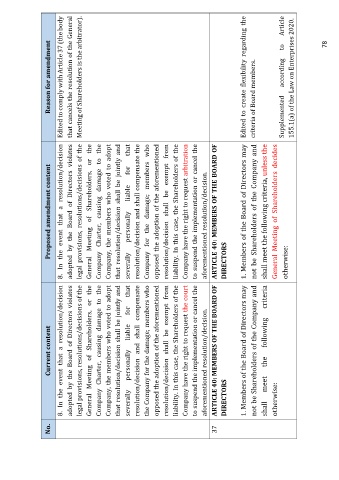 No.
Current content
Proposed amendment content
Reason for amendment
8. In the event that a resolution/decision
adopted by the Board of Directors violates
legal provisions, resolutions/decisions of the
General Meeting of Shareholders, or the
Company Charter, causing damage to the
Company, the members who voted to adopt
that resolution/decision shall be jointly and
severally personally liable for that
resolution/decision and shall compensate
the Company for the damage; members who
opposed the adoption of the aforementioned
resolution/decision shall be exempt from
liability. In this case, the Shareholders of the
Company have the right to request the court
to suspend the implementation or cancel the
aforementioned resolution/decision.
8. In the event that a resolution/decision
adopted by the Board of Directors violates
legal provisions, resolutions/decisions of the
General Meeting of Shareholders, or the
Company Charter, causing damage to the
Company, the members who voted to adopt
that resolution/decision shall be jointly and
severally personally liable for that
resolution/decision and shall compensate the
Company for the damage; members who
opposed the adoption of the aforementioned
resolution/decision shall be exempt from
liability. In this case, the Shareholders of the
Company have the right to request arbitration
to suspend the implementation or cancel the
aforementioned resolution/decision.
Edited to comply with Article 37 (the body
that cancels the resolution of the General
Meeting of Shareholders is the arbitrator).
37
ARTICLE 40: MEMBERS OF THE BOARD OF
DIRECTORS
1. Members of the Board of Directors may
not be Shareholders of the Company and
shall meet the following criteria
otherwise:
ARTICLE 40: MEMBERS OF THE BOARD OF
DIRECTORS
1. Members of the Board of Directors may
not be Shareholders of the Company and
shall meet the following criteria, unless the
General Meeting of Shareholders decides
otherwise:
Edited to create flexibility regarding the
criteria of Board members.
Supplemented according to Article
155.1(a) of the Law on Enterprises 2020.
78